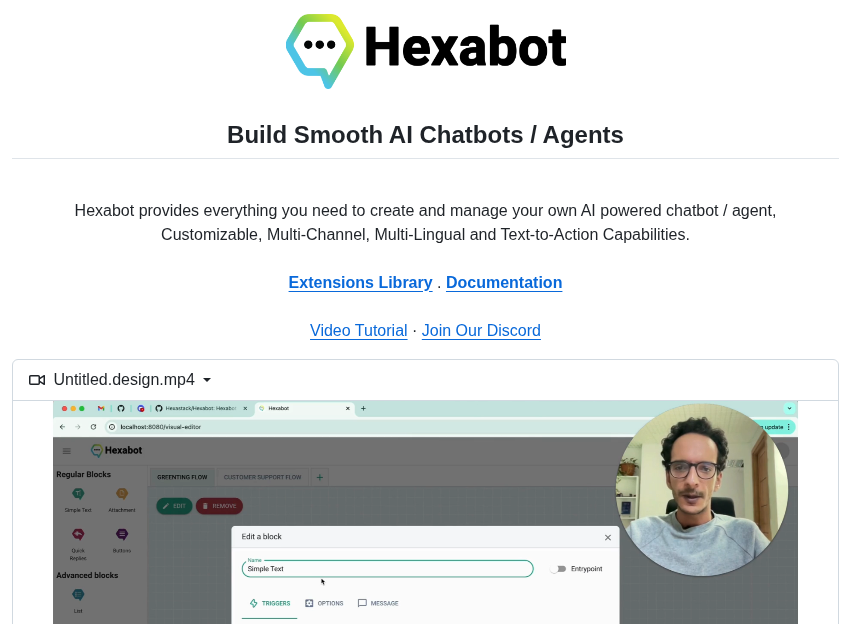 Hexabot
Build Smooth AI Chatbots / Agents
Hexabot provides everything you need to create and manage your own AI powered chatbot / agent,
Customizable, Multi-Channel, Multi-Lingual and Text-to-Action Capabilities.
Extensions Library . Documentation
Video Tutorial · Join Our Discord
Untitled.design.mp4
Hexastack/Hexabot: Hexabot
Hexabot
localhost:8080/visual-editor
update
Hexabot
Regular Blocks
GREENTING FLOW
CUSTOMER SUPPORT FLOW
Simple Text
Attachment
EDIT
REMOVE
Quick
Replies
Buttons
Edit a block
Name
Simple Text
Entrypoint
Advanced blocks
List
TRIGGERS
OPTIONS
MESSAGE